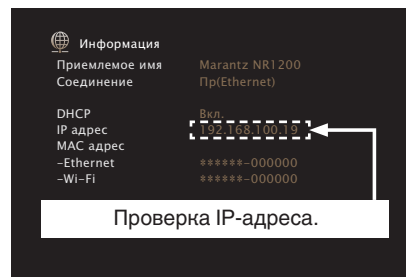 Информация
Приемлемое имя Marantz NR1200
Соединение Пр(Ethernet)
DHCP Вкл.
IP адрес 192.168.100.19
MAC адрес
-Ethernet ******-000000
-Wi-Fi ******-000000
Проверка IP-адреса.